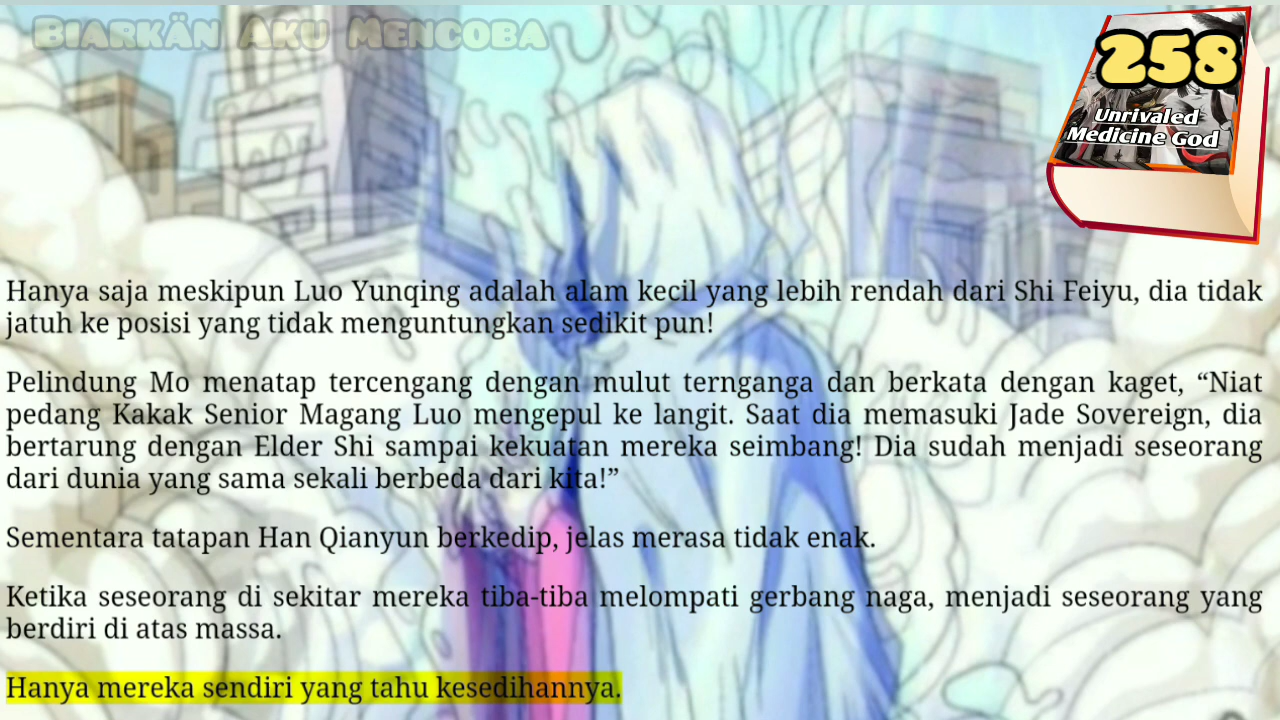 Biarkän Aku Mencoba
258
Unrivaled
Medicine God
Hanya saja meskipun Luo Yunqing adalah alam kecil yang lebih rendah dari Shi Feiyu, dia tidak
jatuh ke posisi yang tidak menguntungkan sedikit pun!
Pelindung Mo menatap tercengang dengan mulut ternganga dan berkata dengan kaget, “Niat
pedang Kakak Senior Magang Luo mengepul ke langit. Saat dia memasuki Jade Sovereign, dia
bertarung dengan Elder Shi sampai kekuatan mereka seimbang! Dia sudah menjadi seseorang
dari dunia yang sama sekali berbeda dari kita!”
Sementara tatapan Han Qianyun berkedip, jelas merasa tidak enak.
Ketika seseorang di sekitar mereka tiba-tiba melompati gerbang naga, menjadi seseorang yang
berdiri di atas massa.
Hanya mereka sendiri yang tahu kesedihannya.